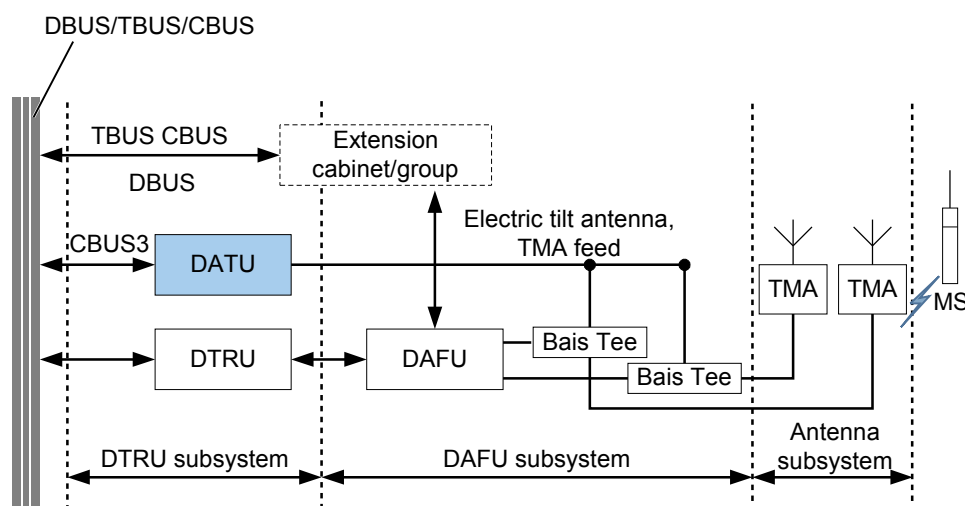 DBUS/TBUS/CBUS
TBUS CBUS
DBUS
Extension
cabinet/group
CBUS3
DATU
Electric tilt antenna,
TMA feed
TMA
TMA
MS
DTRU
DAFU
Bais Tee
Bais Tee
DTRU subsystem
DAFU subsystem
Antenna
subsystem